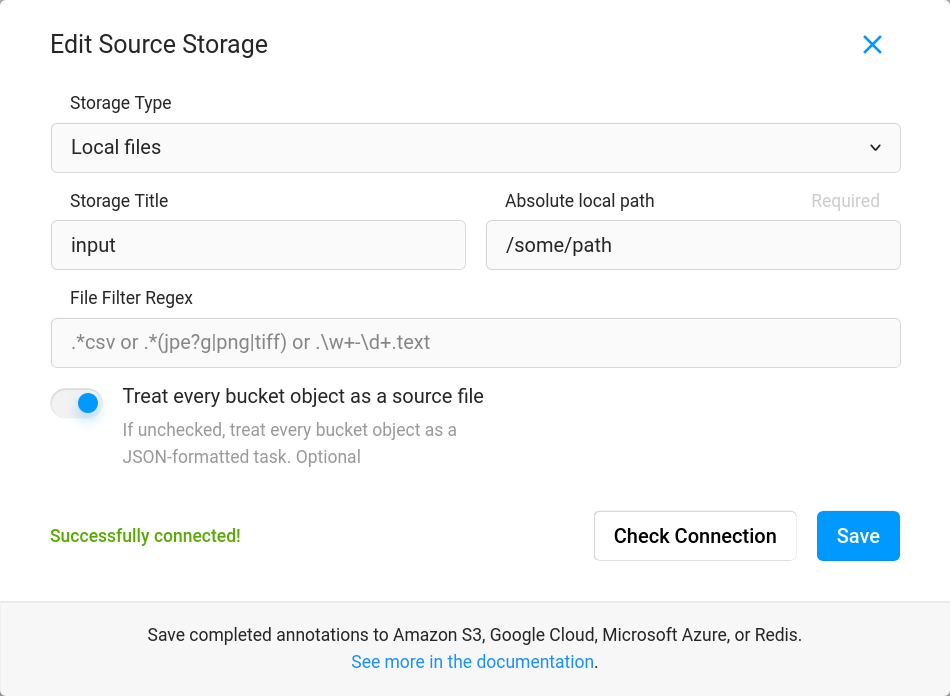 Edit Source Storage
Storage Type
Local files
Storage Title
Absolute local path
Required
input
/some/path
File Filter Regex
.*csv or .*(jpe?g|png|tiff) or .\w+-\d+.text
Treat every bucket object as a source file
If unchecked, treat every bucket object as a
JSON-formatted task. Optional
Successfully connected!
Check Connection
Save
Save completed annotations to Amazon S3, Google Cloud, Microsoft Azure, or Redis.
See more in the documentation.